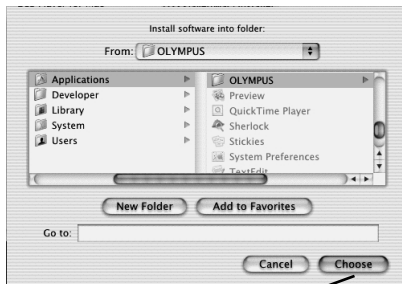 Install software into folder:
From: OLYMPUS
Applications
Developer
Library
System
Users
OLYMPUS
Preview
QuickTime Player
Sherlock
Stickies
System Preferences
TextEdit
New Folder
Add to Favorites
Go to:
Cancel
Choose